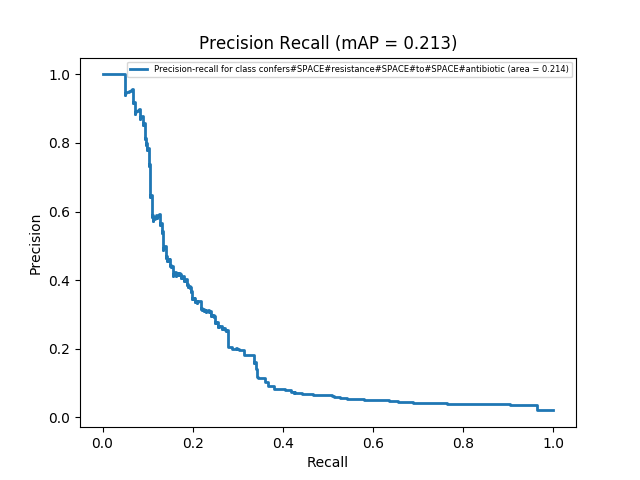 Precision Recall (mAP = 0.213)
Precision-recall for class confers#SPACE#resistance#SPACE#to#SPACE#antibiotic (area = 0.214)
1.0
0.8
0.6
0.4
0.2
0.0
Precision
0.0 0.2 0.4 0.6 0.8 1.0
Recall